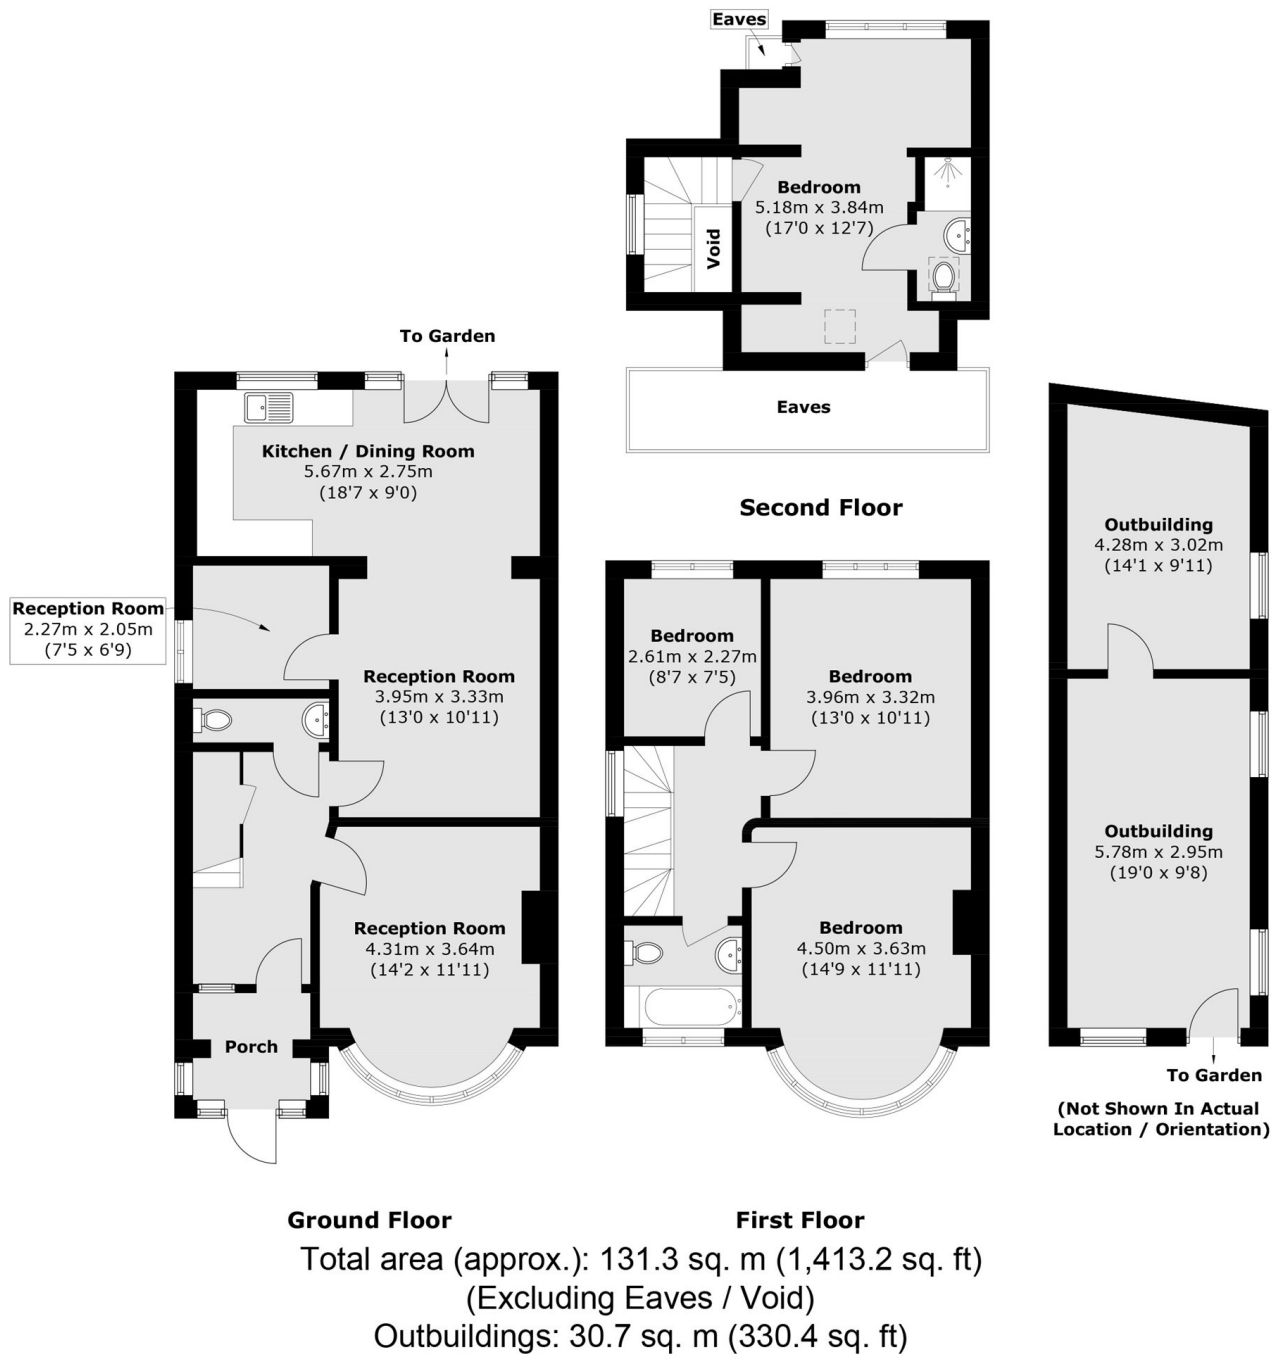 Eaves
Bedroom
5.18m x 3.84m
(17'0 x 12'7)
Void
Eaves
Second Floor
To Garden
Kitchen / Dining Room
5.67m x 2.75m
(18'7 x 9'0)
Reception Room
2.27m x 2.05m
(7'5 x 6'9)
Reception Room
3.95m x 3.33m
(13'0 x 10'11)
Reception Room
4.31m x 3.64m
(14'2 x 11'11)
Porch
Ground Floor
Bedroom
2.61m x 2.27m
(8'7 x 7'5)
Bedroom
3.96m x 3.32m
(13'0 x 10'11)
Bedroom
4.50m x 3.63m
(14'9 x 11'11)
First Floor
Outbuilding
4.28m x 3.02m
(14'1 x 9'11)
Outbuilding
5.78m x 2.95m
(19'0 x 9'8)
To Garden
(Not Shown In Actual
Location / Orientation)
Total area (approx.): 131.3 sq. m (1,413.2 sq. ft)
(Excluding Eaves / Void)
Outbuildings: 30.7 sq. m (330.4 sq. ft)